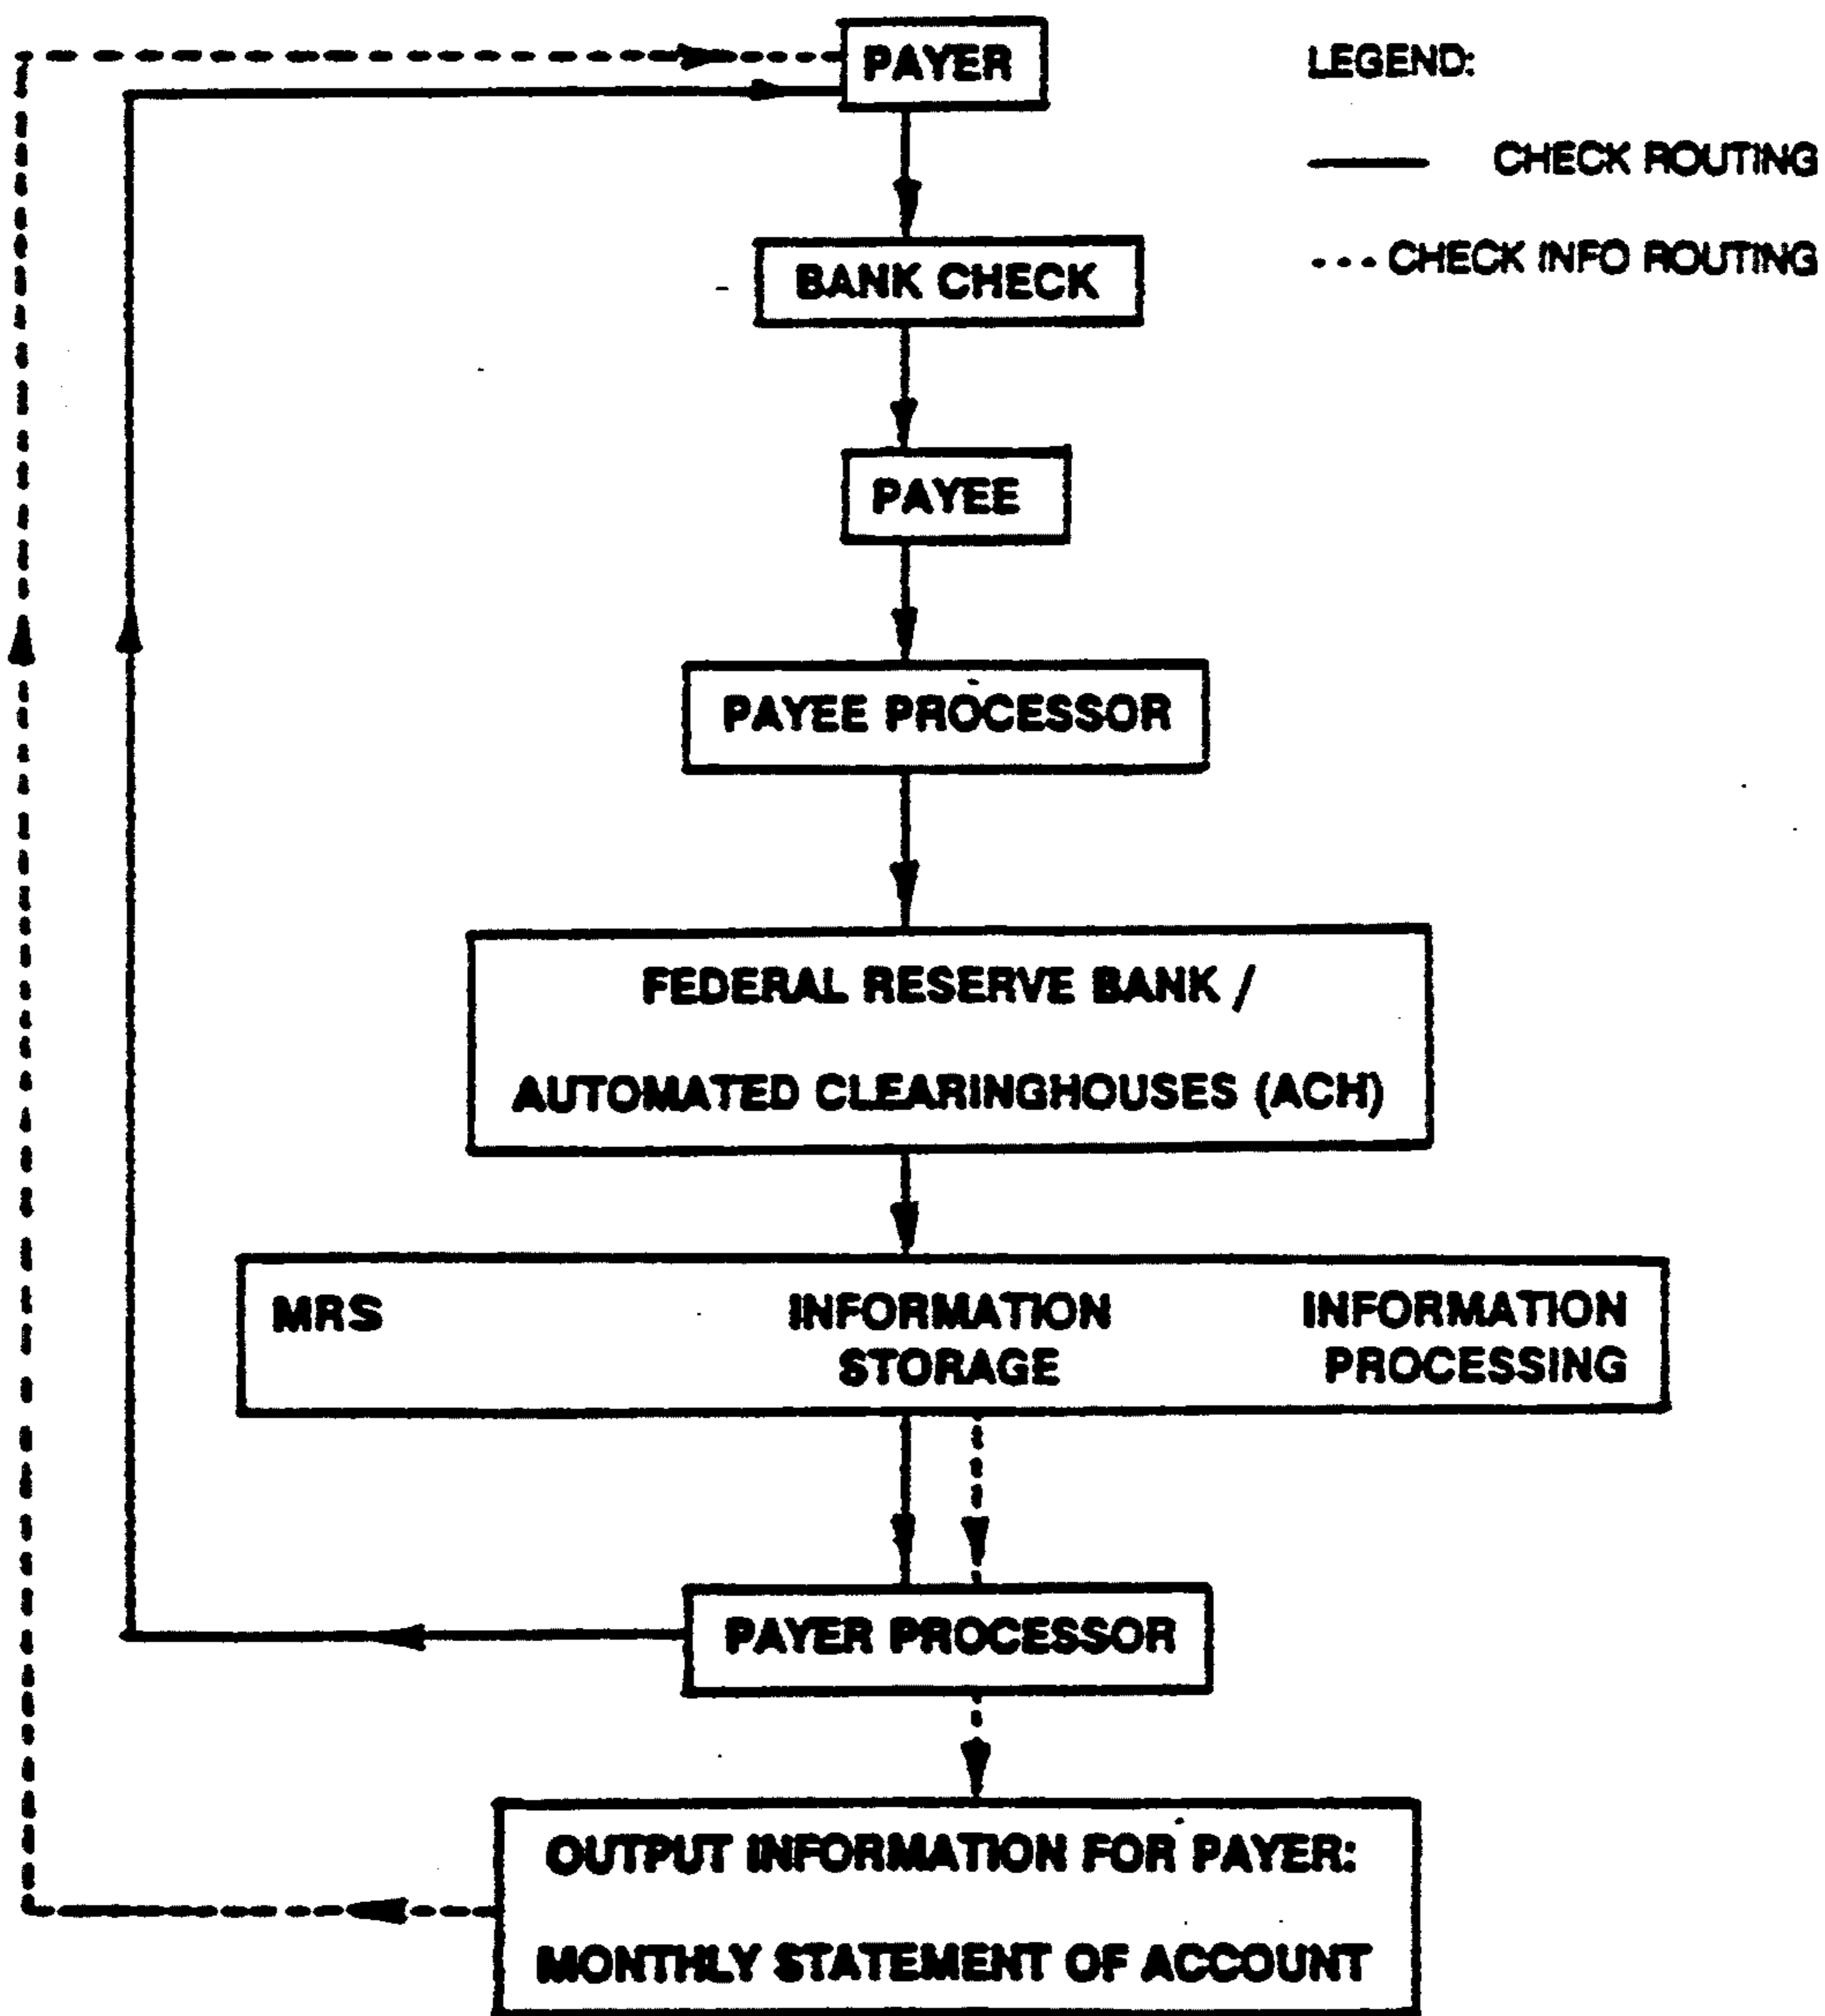 PAYER
LEGEND:
CHECK ROUTING
CHECK INFO ROUTING
BANK CHECK
PAYEE
PAYEE PROCESSOR
FEDERAL RESERVE BANK /
AUTOMATED CLEARINGHOUSES (ACH)
MRS INFORMATION INFORMATION
STORAGE PROCESSING
PAYER PROCESSOR
OUTPUT INFORMATION FOR PAYER:
MONTHLY STATEMENT OF ACCOUNT